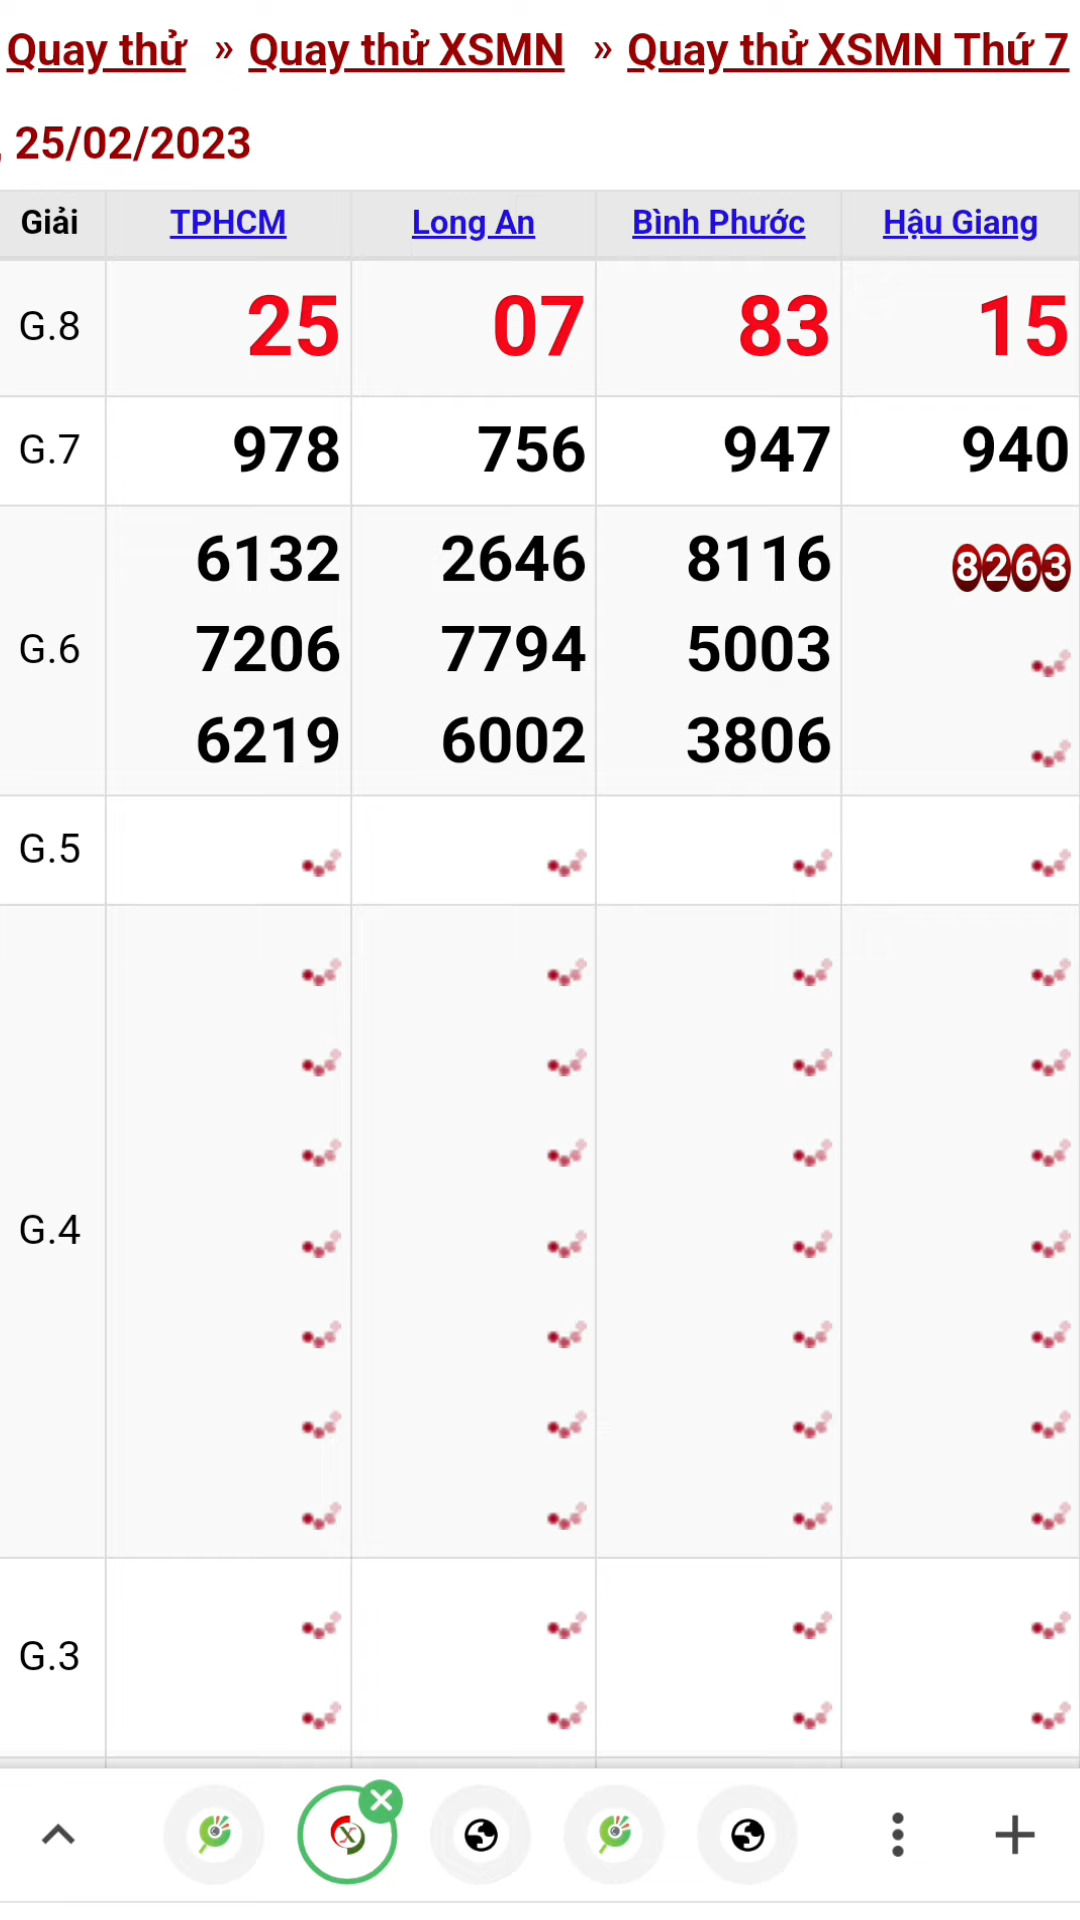 Quay thử » Quay thử XSMN » Quay thử XSMN Thứ 7
, 25/02/2023
Giải TPHCM Long An Bình Phước Hậu Giang
G.8 25 07 83 15
G.7 978 756 947 940
6132 2646 8116 8263
G.6 7206 7794 5003
6219 6002 3806
G.5
G.4
G.3